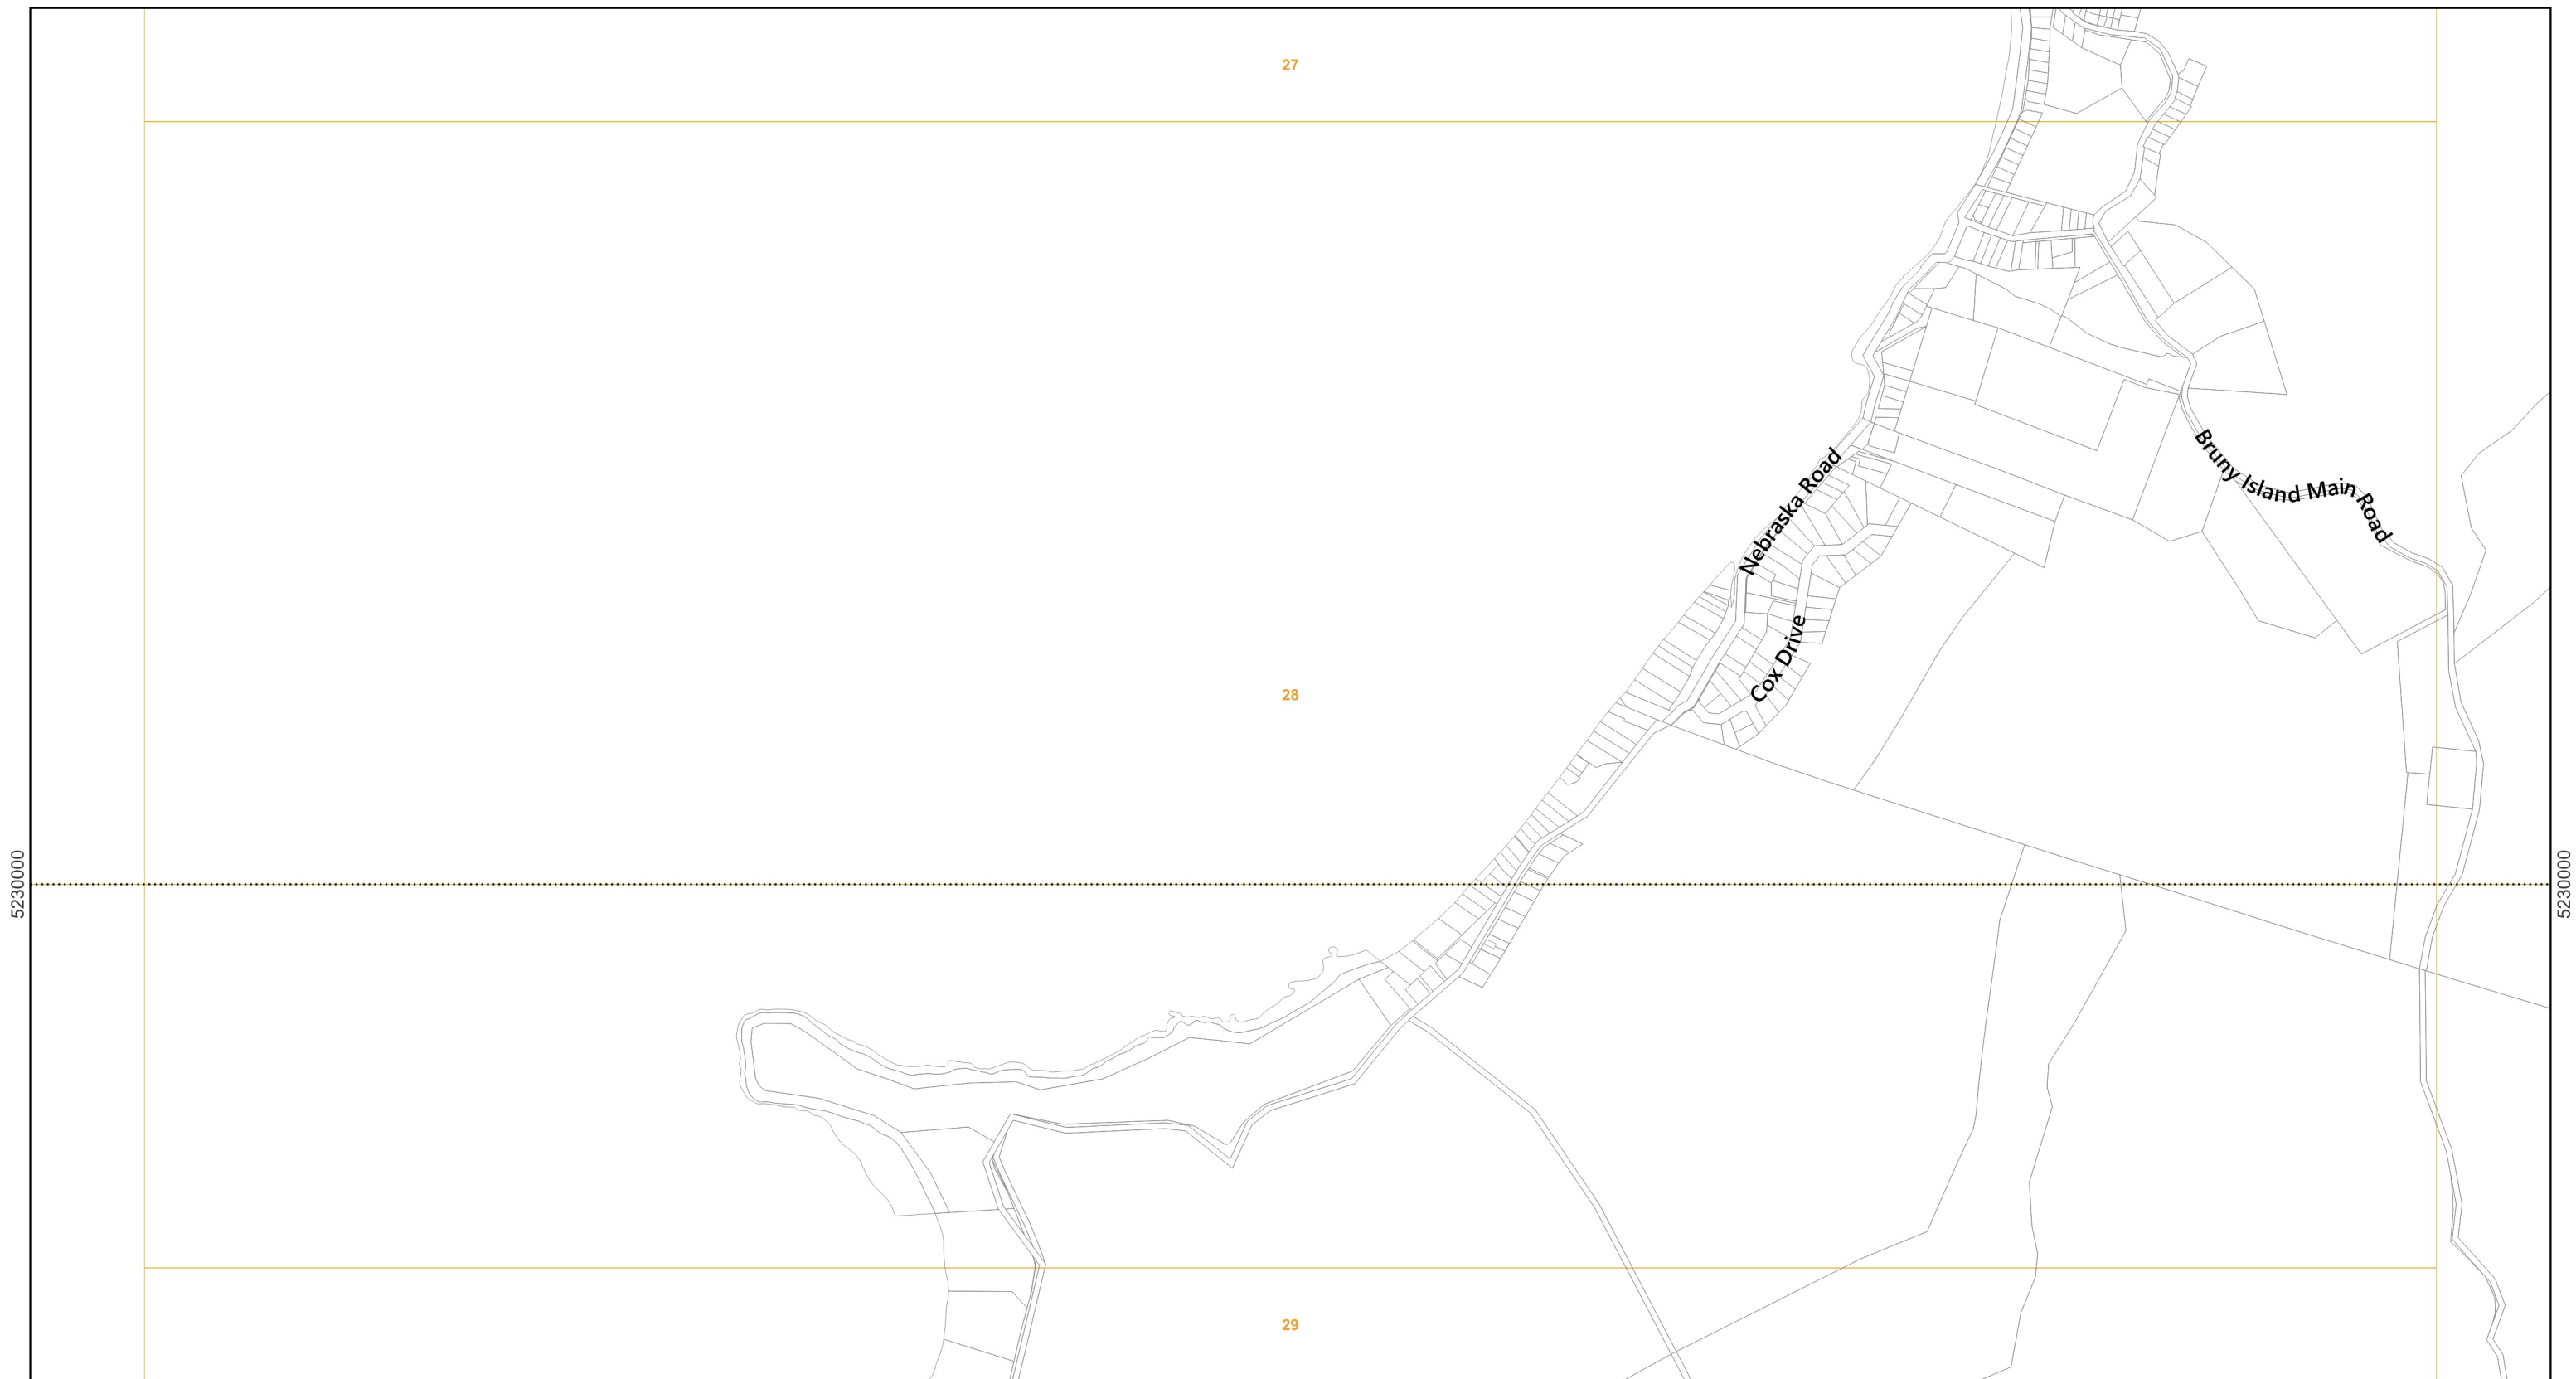 27
Bruny Island Main Road
Nebraska Road
Cox Drive
28
5230000
5230000
29